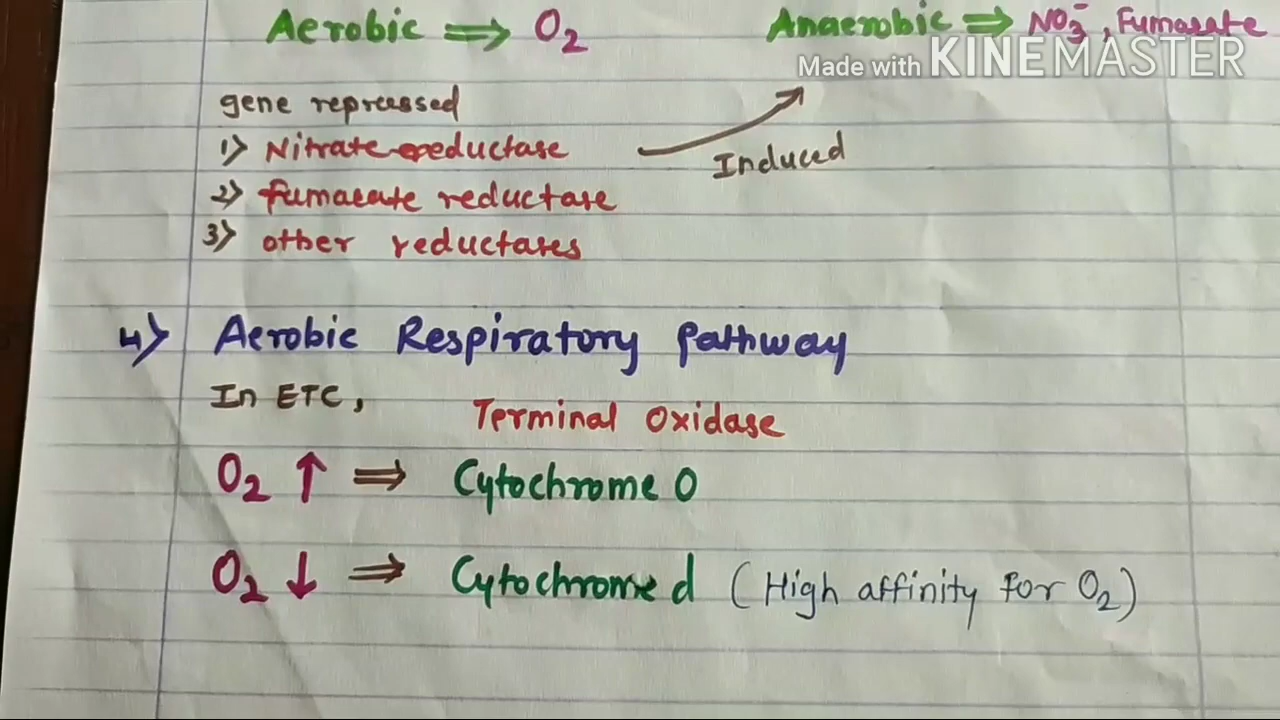 Aerobic ⇒ O₂ Anaerobic ⇒ NO₃⁻, Fumarate
Made with KINEMASTER
gene repressed
1) Nitrate reductase
Induced
2) fumarate reductase
3) other reductases
4) Aerobic Respiratory Pathway
In ETC, Terminal Oxidase
O₂ ↑ ⇒ Cytochrome O
O₂ ↓ ⇒ Cytochrome d (High affinity for O₂)